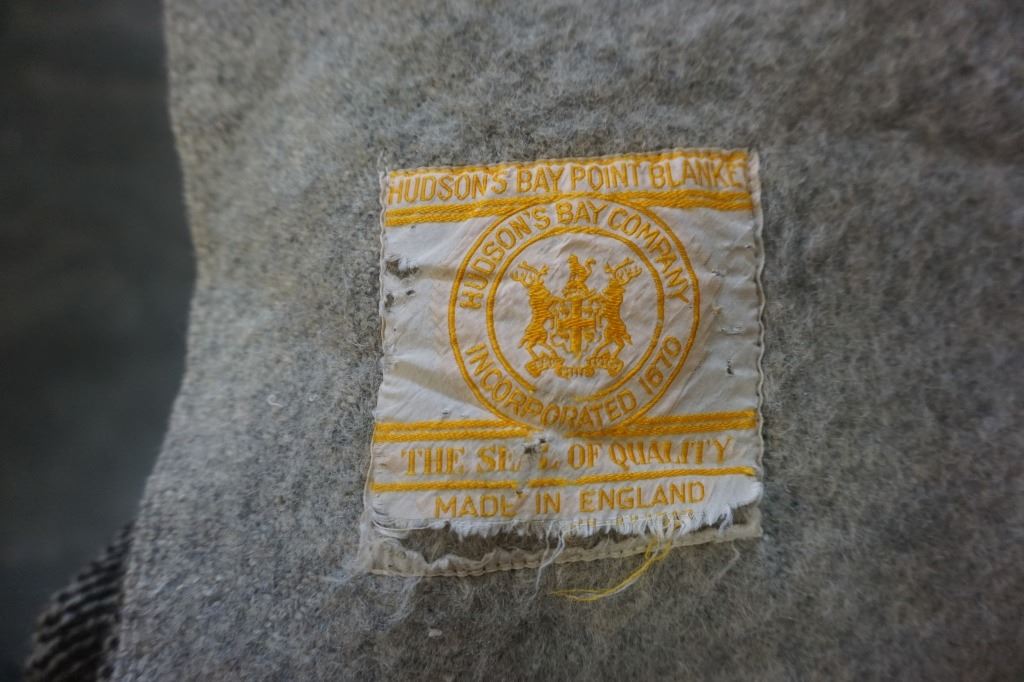 HUDSON'S BAY POINT BLANKE
HUDSON'S BAY COMPANY
INCORPORATED 1670
THE SEAL OF QUALITY
MADE IN ENGLAND